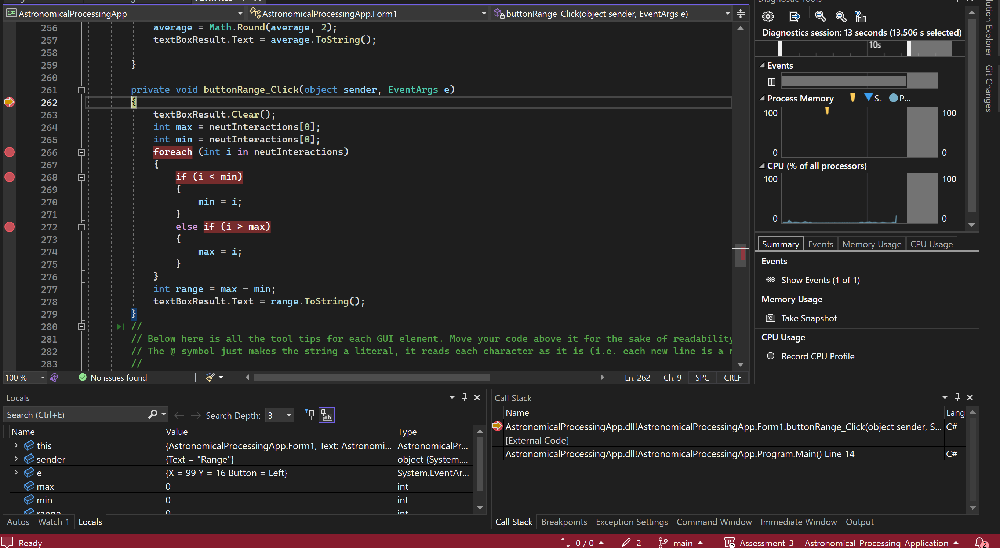 Diagnostic Tools
AstronomicalProcessingApp
AstronomicalProcessingApp.Form1
buttonRange_Click(object sender, EventArgs e)
256 average = Math.Round(average, 2);
257 textBoxResult.Text = average.ToString();
258
259 }
260
261 private void buttonRange_Click(object sender, EventArgs e)
262 {
263 textBoxResult.Clear();
264 int max = neutInteractions[0];
265 int min = neutInteractions[0];
266 foreach (int i in neutInteractions)
267 {
268 if (i < min)
269 {
270 min = i;
271 }
272 else if (i > max)
273 {
274 max = i;
275 }
276 }
277 int range = max - min;
278 textBoxResult.Text = range.ToString();
279 }
280 //
281 // Below here is all the tool tips for each GUI element. Move your code above it for the sake of readability
282 // The @ symbol just makes the string a literal, it reads each character as it is (i.e. each new line is a
283 //
100 %
No issues found
Ln: 262 Ch: 9 SPC CRLF
Diagnostics session: 13 seconds (13.506 s selected)
10s
Events
Process Memory S. P...
100 100
0 0
CPU (% of all processors)
100 100
0 0
Summary Events Memory Usage CPU Usage
Events
Show Events (1 of 1)
Memory Usage
Take Snapshot
CPU Usage
Record CPU Profile
lution Explorer
Git Changes
Locals
Search (Ctrl+E)
Search Depth: 3
Name Value Type
this {AstronomicalProcessingApp.Form1, Text: Astronomi... AstronomicalPr...
sender {Text = "Range"} object {System....
e {X = 99 Y = 16 Button = Left} System.EventAr...
max 0 int
min 0 int
range 0 int
Autos Watch 1 Locals
Call Stack
Name Lang
AstronomicalProcessingApp.dll!AstronomicalProcessingApp.Form1.buttonRange_Click(object sender, S... C#
[External Code]
AstronomicalProcessingApp.dll!AstronomicalProcessingApp.Program.Main() Line 14 C#
Call Stack Breakpoints Exception Settings Command Window Immediate Window Output
Ready
0 / 0 2 main Assessment-3---Astronomical-Processing-Application 2